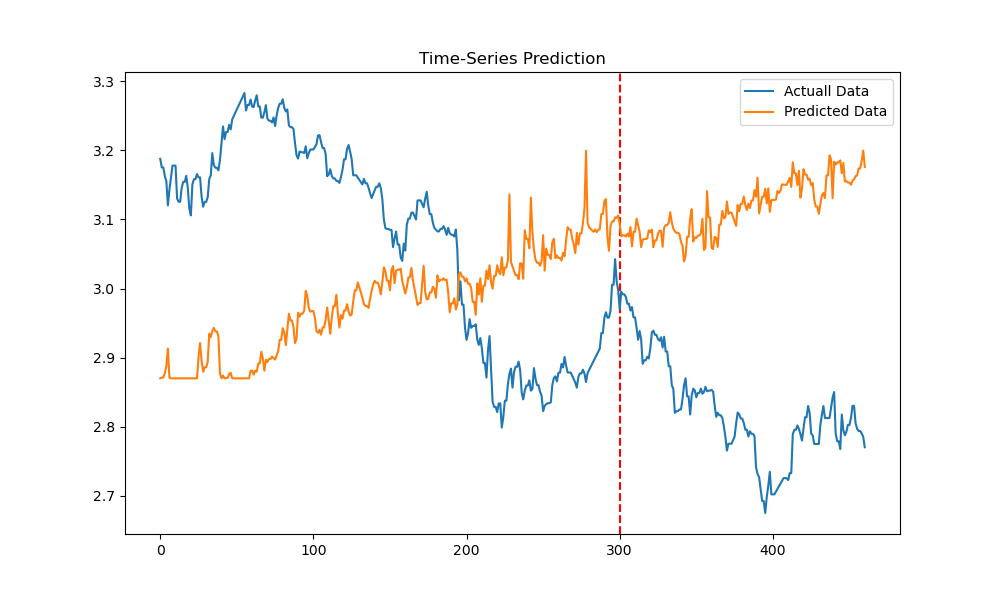 Time-Series Prediction
Actuall Data
Predicted Data
3.3
3.2
3.1
3.0
2.9
2.8
2.7
0 100 200 300 400